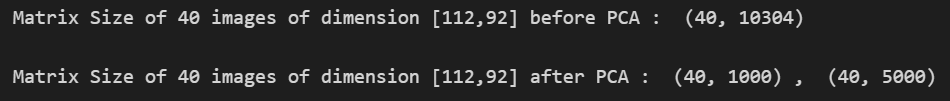 Matrix Size of 40 images of dimension [112,92] before PCA :  (40, 10304)
Matrix Size of 40 images of dimension [112,92] after PCA :  (40, 1000) ,  (40, 5000)